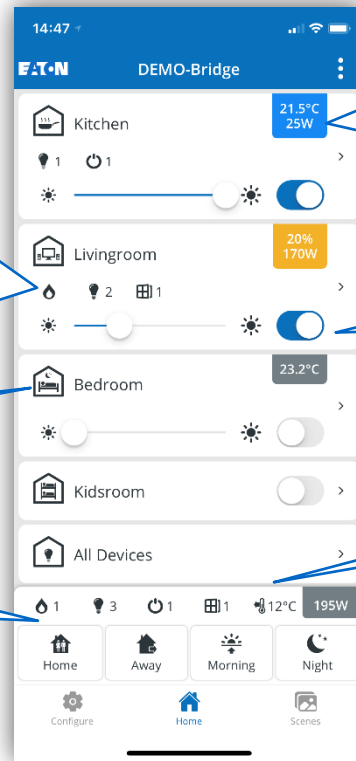 14:47
EATON DEMO-Bridge
Kitchen
21.5°C
25W
1 1
Livingroom
20%
170W
2 1
Bedroom
23.2°C
Kidsroom
All Devices
1 3 1 1 12°C 195W
Home Away Morning Night
Configure Home Scenes